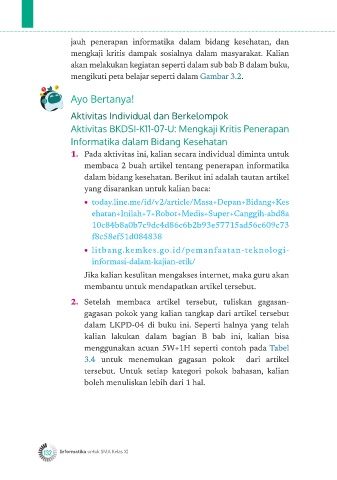 jauh penerapan informatika dalam bidang kesehatan, dan
mengkaji kritis dampak sosialnya dalam masyarakat. Kalian
akan melakukan kegiatan seperti dalam sub bab B dalam buku,
mengikuti peta belajar seperti dalam Gambar 3.2.
Ayo Bertanya!
Aktivitas Individual dan Berkelompok
Aktivitas BKDSI-K11-07-U: Mengkaji Kritis Penerapan
Informatika dalam Bidang Kesehatan
1. Pada aktivitas ini, kalian secara individual diminta untuk
membaca 2 buah artikel tentang penerapan informatika
dalam bidang kesehatan. Berikut ini adalah tautan artikel
yang disarankan untuk kalian baca:
• today.line.me/id/v2/article/Masa+Depan+Bidang+Kes
ehatan+Inilah+7+Robot+Medis+Super+Canggih-abd8a
10c84b8a0b7c9dc4d86c6b2b93e57715ad56c609c73
f8c58ef51d084838
• litbang.kemkes.go.id/pemanfaatan-teknologi-
informasi-dalam-kajian-etik/
Jika kalian kesulitan mengakses internet, maka guru akan
membantu untuk mendapatkan artikel tersebut.
2. Setelah membaca artikel tersebut, tuliskan gagasan-
gagasan pokok yang kalian tangkap dari artikel tersebut
dalam LKPD-04 di buku ini. Seperti halnya yang telah
kalian lakukan dalam bagian B bab ini, kalian bisa
menggunakan acuan 5W+1H seperti contoh pada Tabel
3.4 untuk menemukan gagasan pokok dari artikel
tersebut. Untuk setiap kategori pokok bahasan, kalian
boleh menuliskan lebih dari 1 hal.
132 Informatika untuk SMA Kelas XI